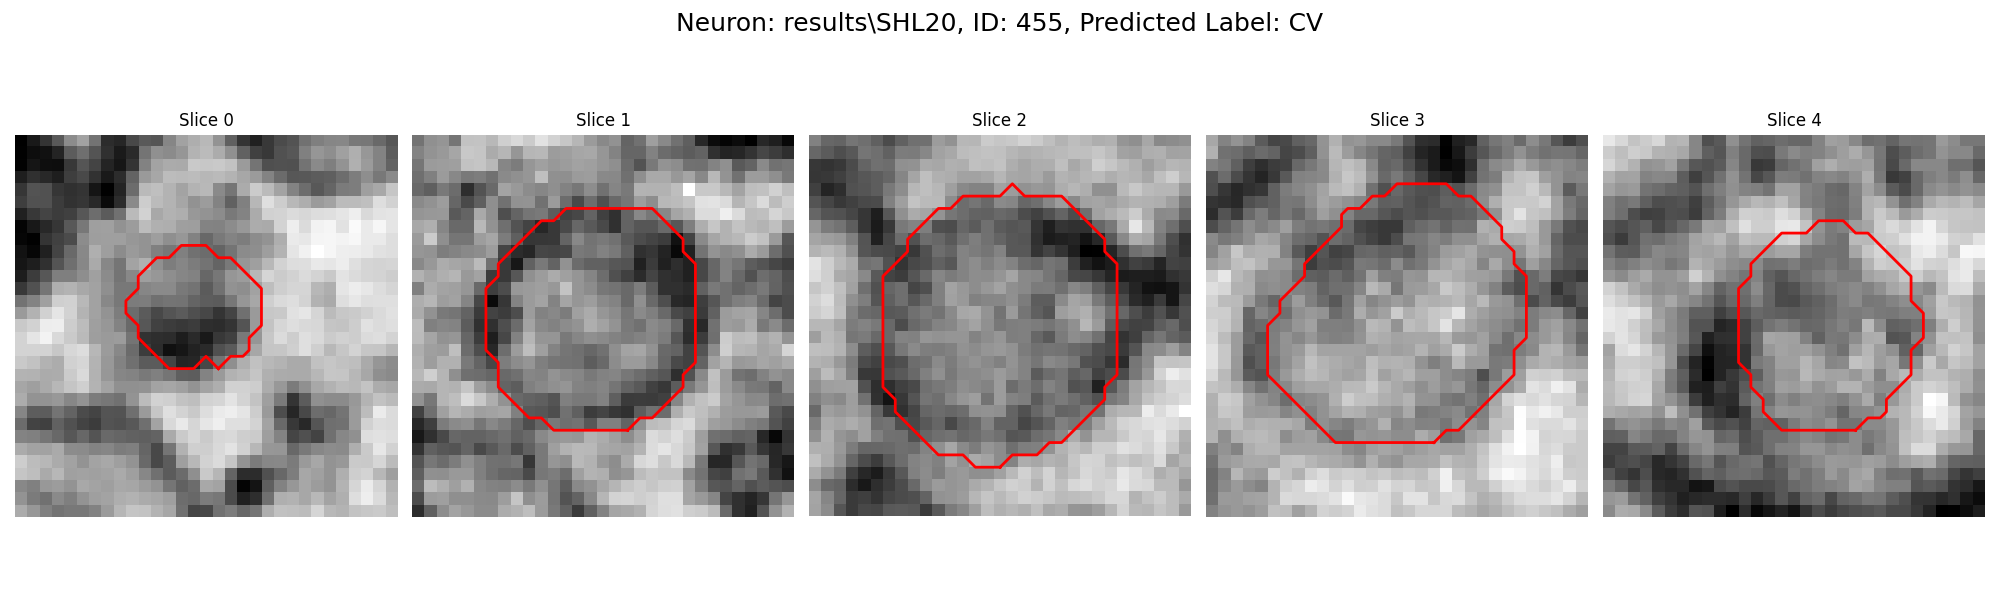 Neuron: results\SHL20, ID: 455, Predicted Label: CV
Slice 0
Slice 1
Slice 2
Slice 3
Slice 4